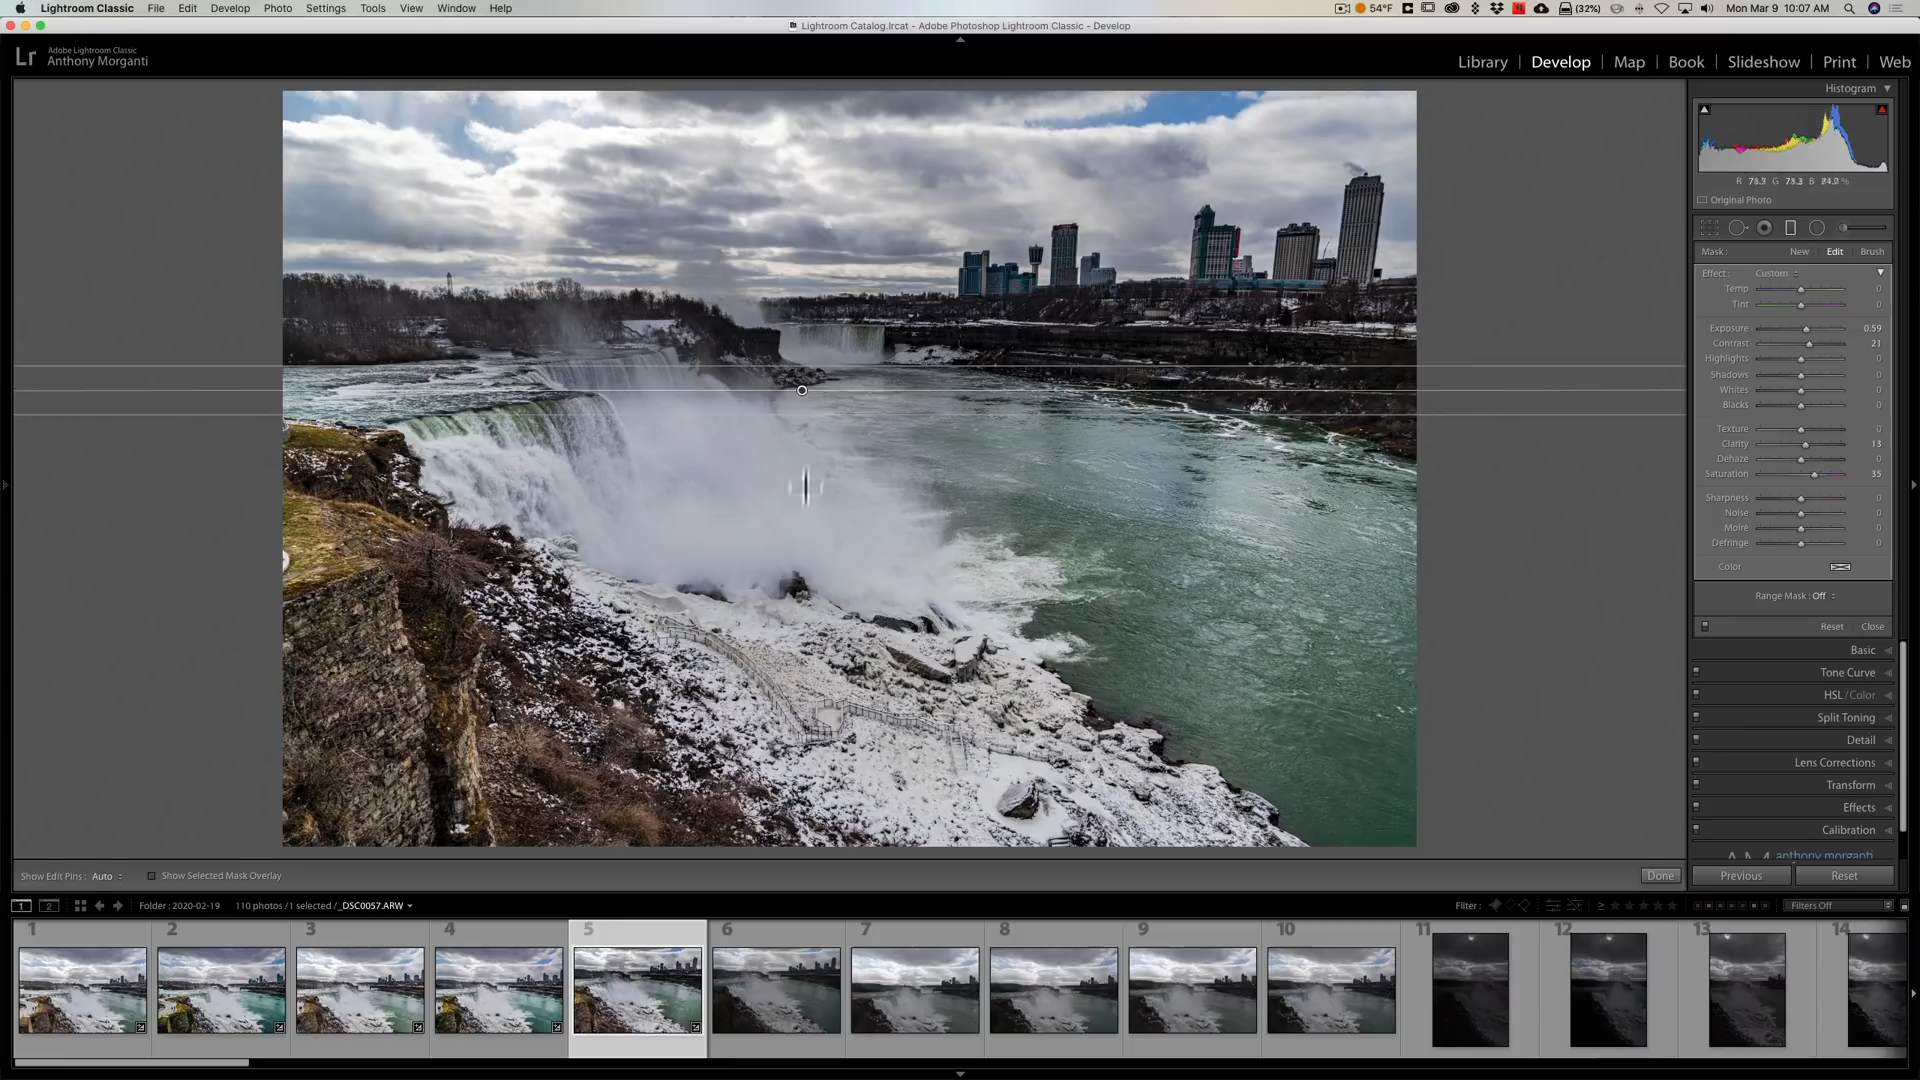 Lightroom Classic File Edit Develop Photo Settings Tools View Window Help
54°F (32%) Mon Mar 9 10:07 AM
Lightroom Catalog.lrcat - Adobe Photoshop Lightroom Classic - Develop
Lr Adobe Lightroom Classic
Anthony Morganti
Library | Develop | Map | Book | Slideshow | Print | Web
Histogram
R 78.3 G 78.2 B %
Original Photo
Mask : New Edit Brush
Effect : Custom
Temp 0
Tint 0
Exposure 0.59
Contrast 21
Highlights 0
Shadows 0
Whites 0
Blacks 0
Texture 0
Clarity 13
Dehaze 0
Saturation 35
Sharpness 0
Noise 0
Moiré 0
Defringe 0
Color
Range Mask : Off
Reset Close
Basic
Tone Curve
HSL / Color
Split Toning
Detail
Lens Corrections
Transform
Effects
Calibration
anthony morganti
Show Edit Pins : Auto Show Selected Mask Overlay Done
Previous Reset
1 2 Folder : 2020-02-19 110 photos / 1 selected / _DSC0057.ARW Filter : ≥ Filters Off
1 2 3 4 5 6 7 8 9 10 11 12 13 14